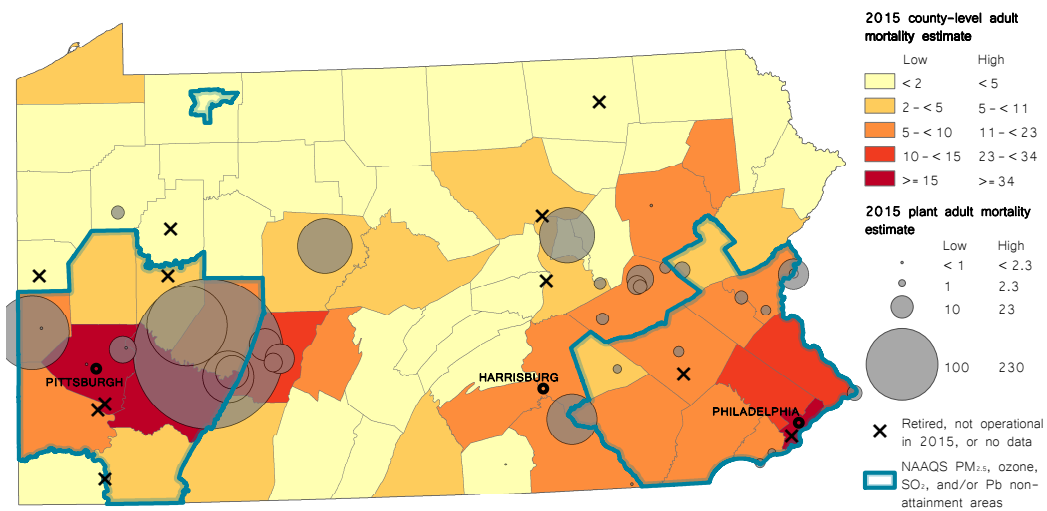 2015 county-level adult
mortality estimate
Low High
< 2 < 5
2 - < 5 5 - < 11
5 - < 10 11 - < 23
10 - < 15 23 - < 34
>= 15 >= 34
2015 plant adult mortality
estimate
Low High
< 1 < 2.3
1 2.3
10 23
100 230
Retired, not operational
in 2015, or no data
NAAQS PM2.5, ozone,
SO2, and/or Pb non-
attainment areas
PITTSBURGH
HARRISBURG
PHILADELPHIA